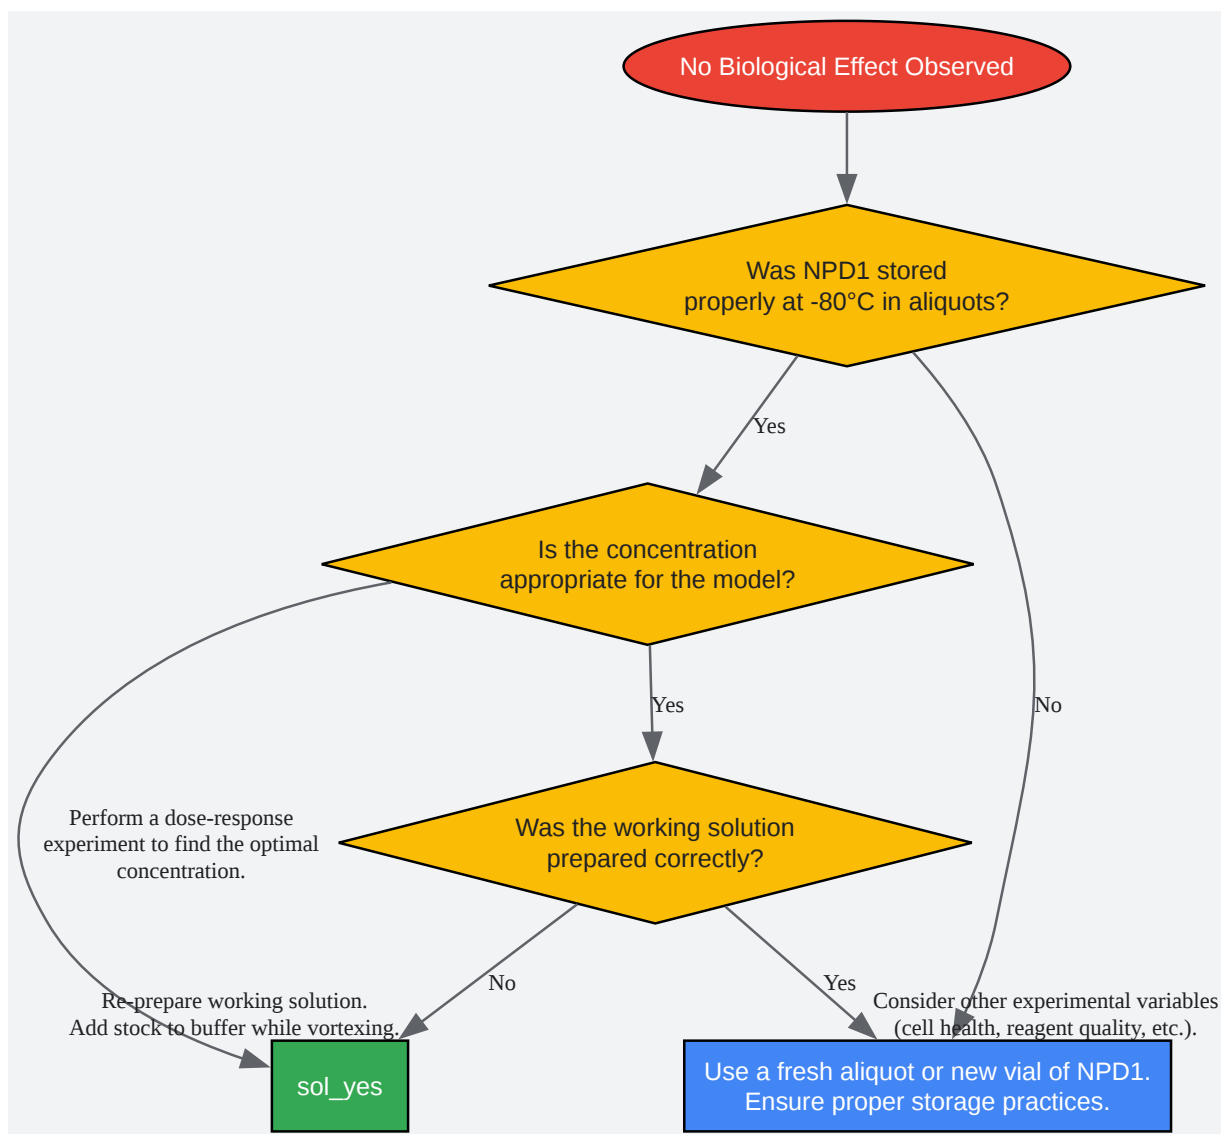 No Biological Effect Observed
Was NPD1 stored
properly at -80°C in aliquots?
Yes
Is the concentration
appropriate for the model?
Yes
No
Perform a dose-response
experiment to find the optimal
concentration.
Was the working solution
prepared correctly?
No
Yes
Re-prepare working solution.
Add stock to buffer while vortexing.
Consider other experimental variables
(cell health, reagent quality, etc.).
sol_yes
Use a fresh aliquot or new vial of NPD1.
Ensure proper storage practices.